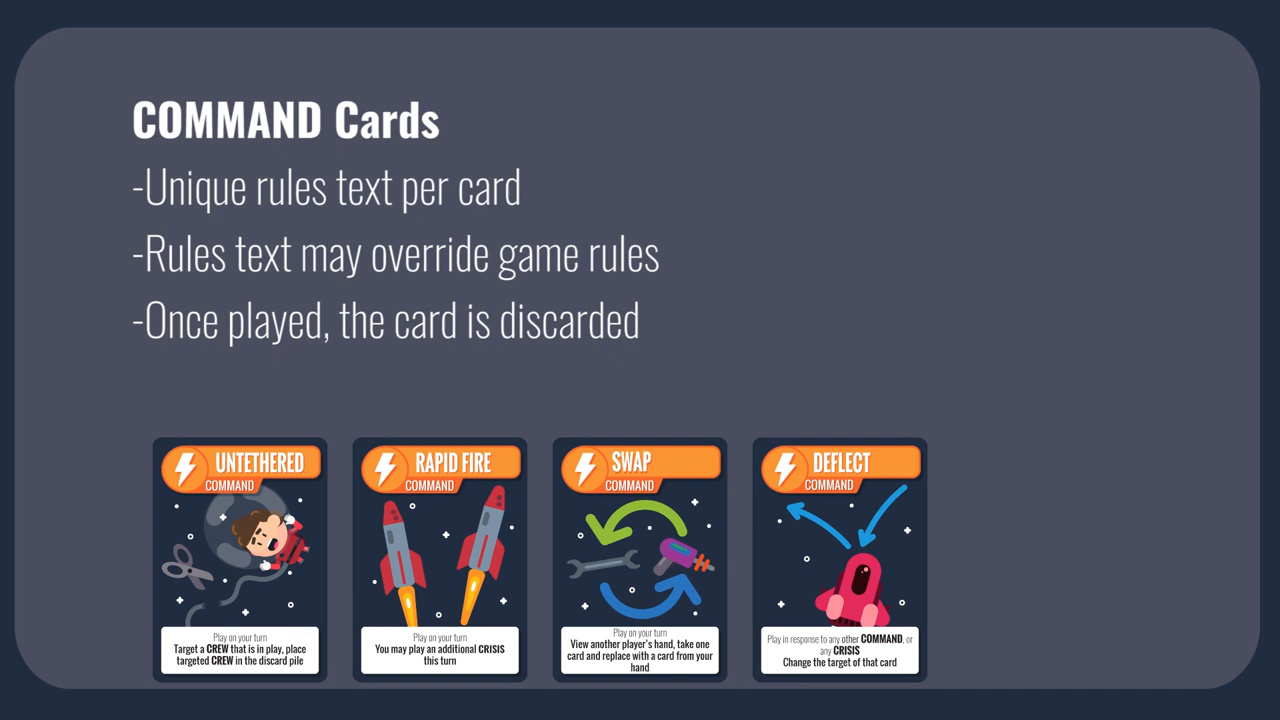 COMMAND Cards
-Unique rules text per card
-Rules text may override game rules
-Once played, the card is discarded
UNTETHERED
COMMAND
Play on your turn
Target a CREW that is in play, place
targeted CREW in the discard pile
RAPID FIRE
COMMAND
Play on your turn
You may play an additional CRISIS
this turn
SWAP
COMMAND
Play on your turn
View another player's hand, take one
card and replace with a card from your
hand
DEFLECT
COMMAND
Play in response to any other COMMAND, or
any CRISIS
Change the target of that card